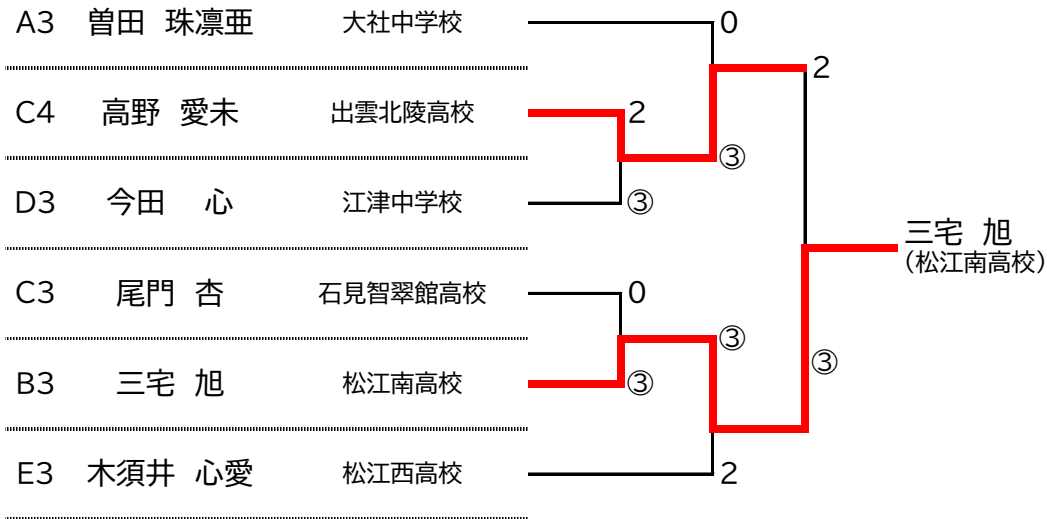 A3 曽田 珠凛亜 大社中学校 0
2
C4 高野 愛未 出雲北陵高校 2
③
D3 今田 心 江津中学校 ③
三宅 旭
(松江南高校)
C3 尾門 杏 石見智翠館高校 0
③
③
B3 三宅 旭 松江南高校 ③
E3 木須井 心愛 松江西高校 2